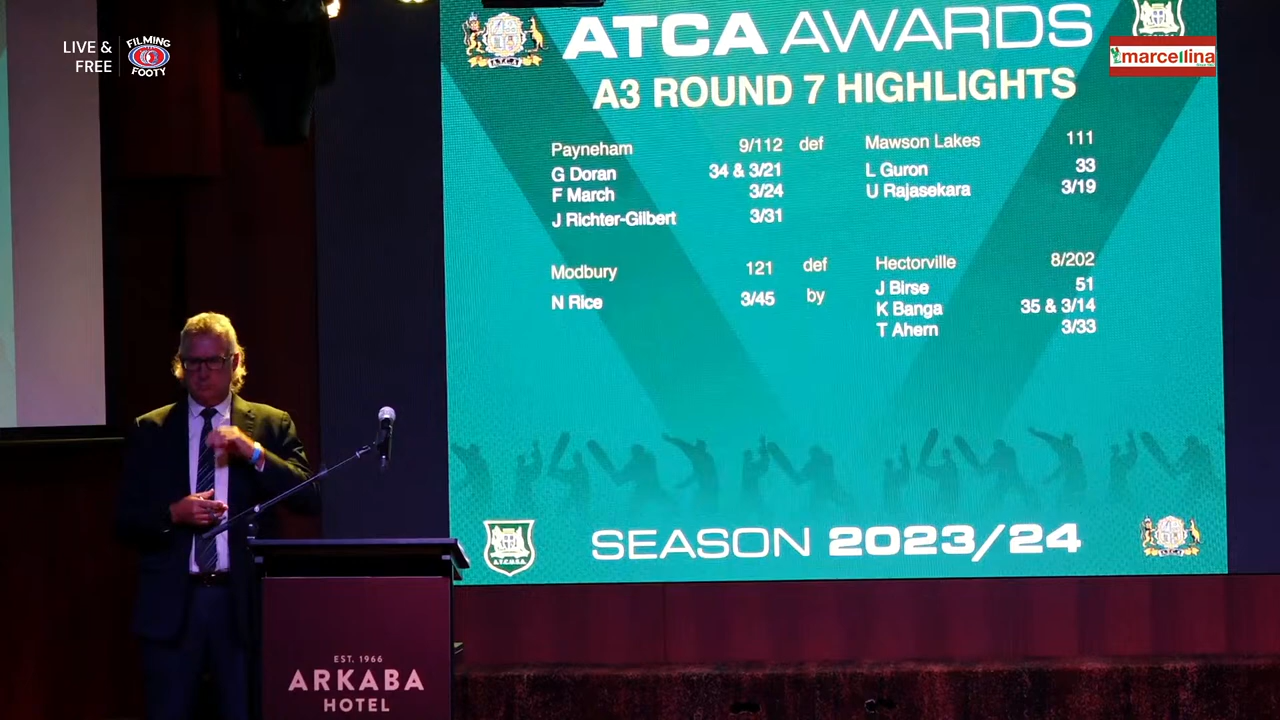 LIVE &
FREE
FILMING
FOOTY
ATCA AWARDS
marcellina
A3 ROUND 7 HIGHLIGHTS
Payneham 9/112 def Mawson Lakes 111
G Doran 34 & 3/21 L Guron 33
F March 3/24 U Rajasekara 3/19
J Richter-Gilbert 3/31
Modbury 121 def Hectorville 8/202
N Rice 3/45 by J Birse 51
K Banga 35 & 3/14
T Ahern 3/33
SEASON 2023/24
EST. 1966
ARKABA
HOTEL